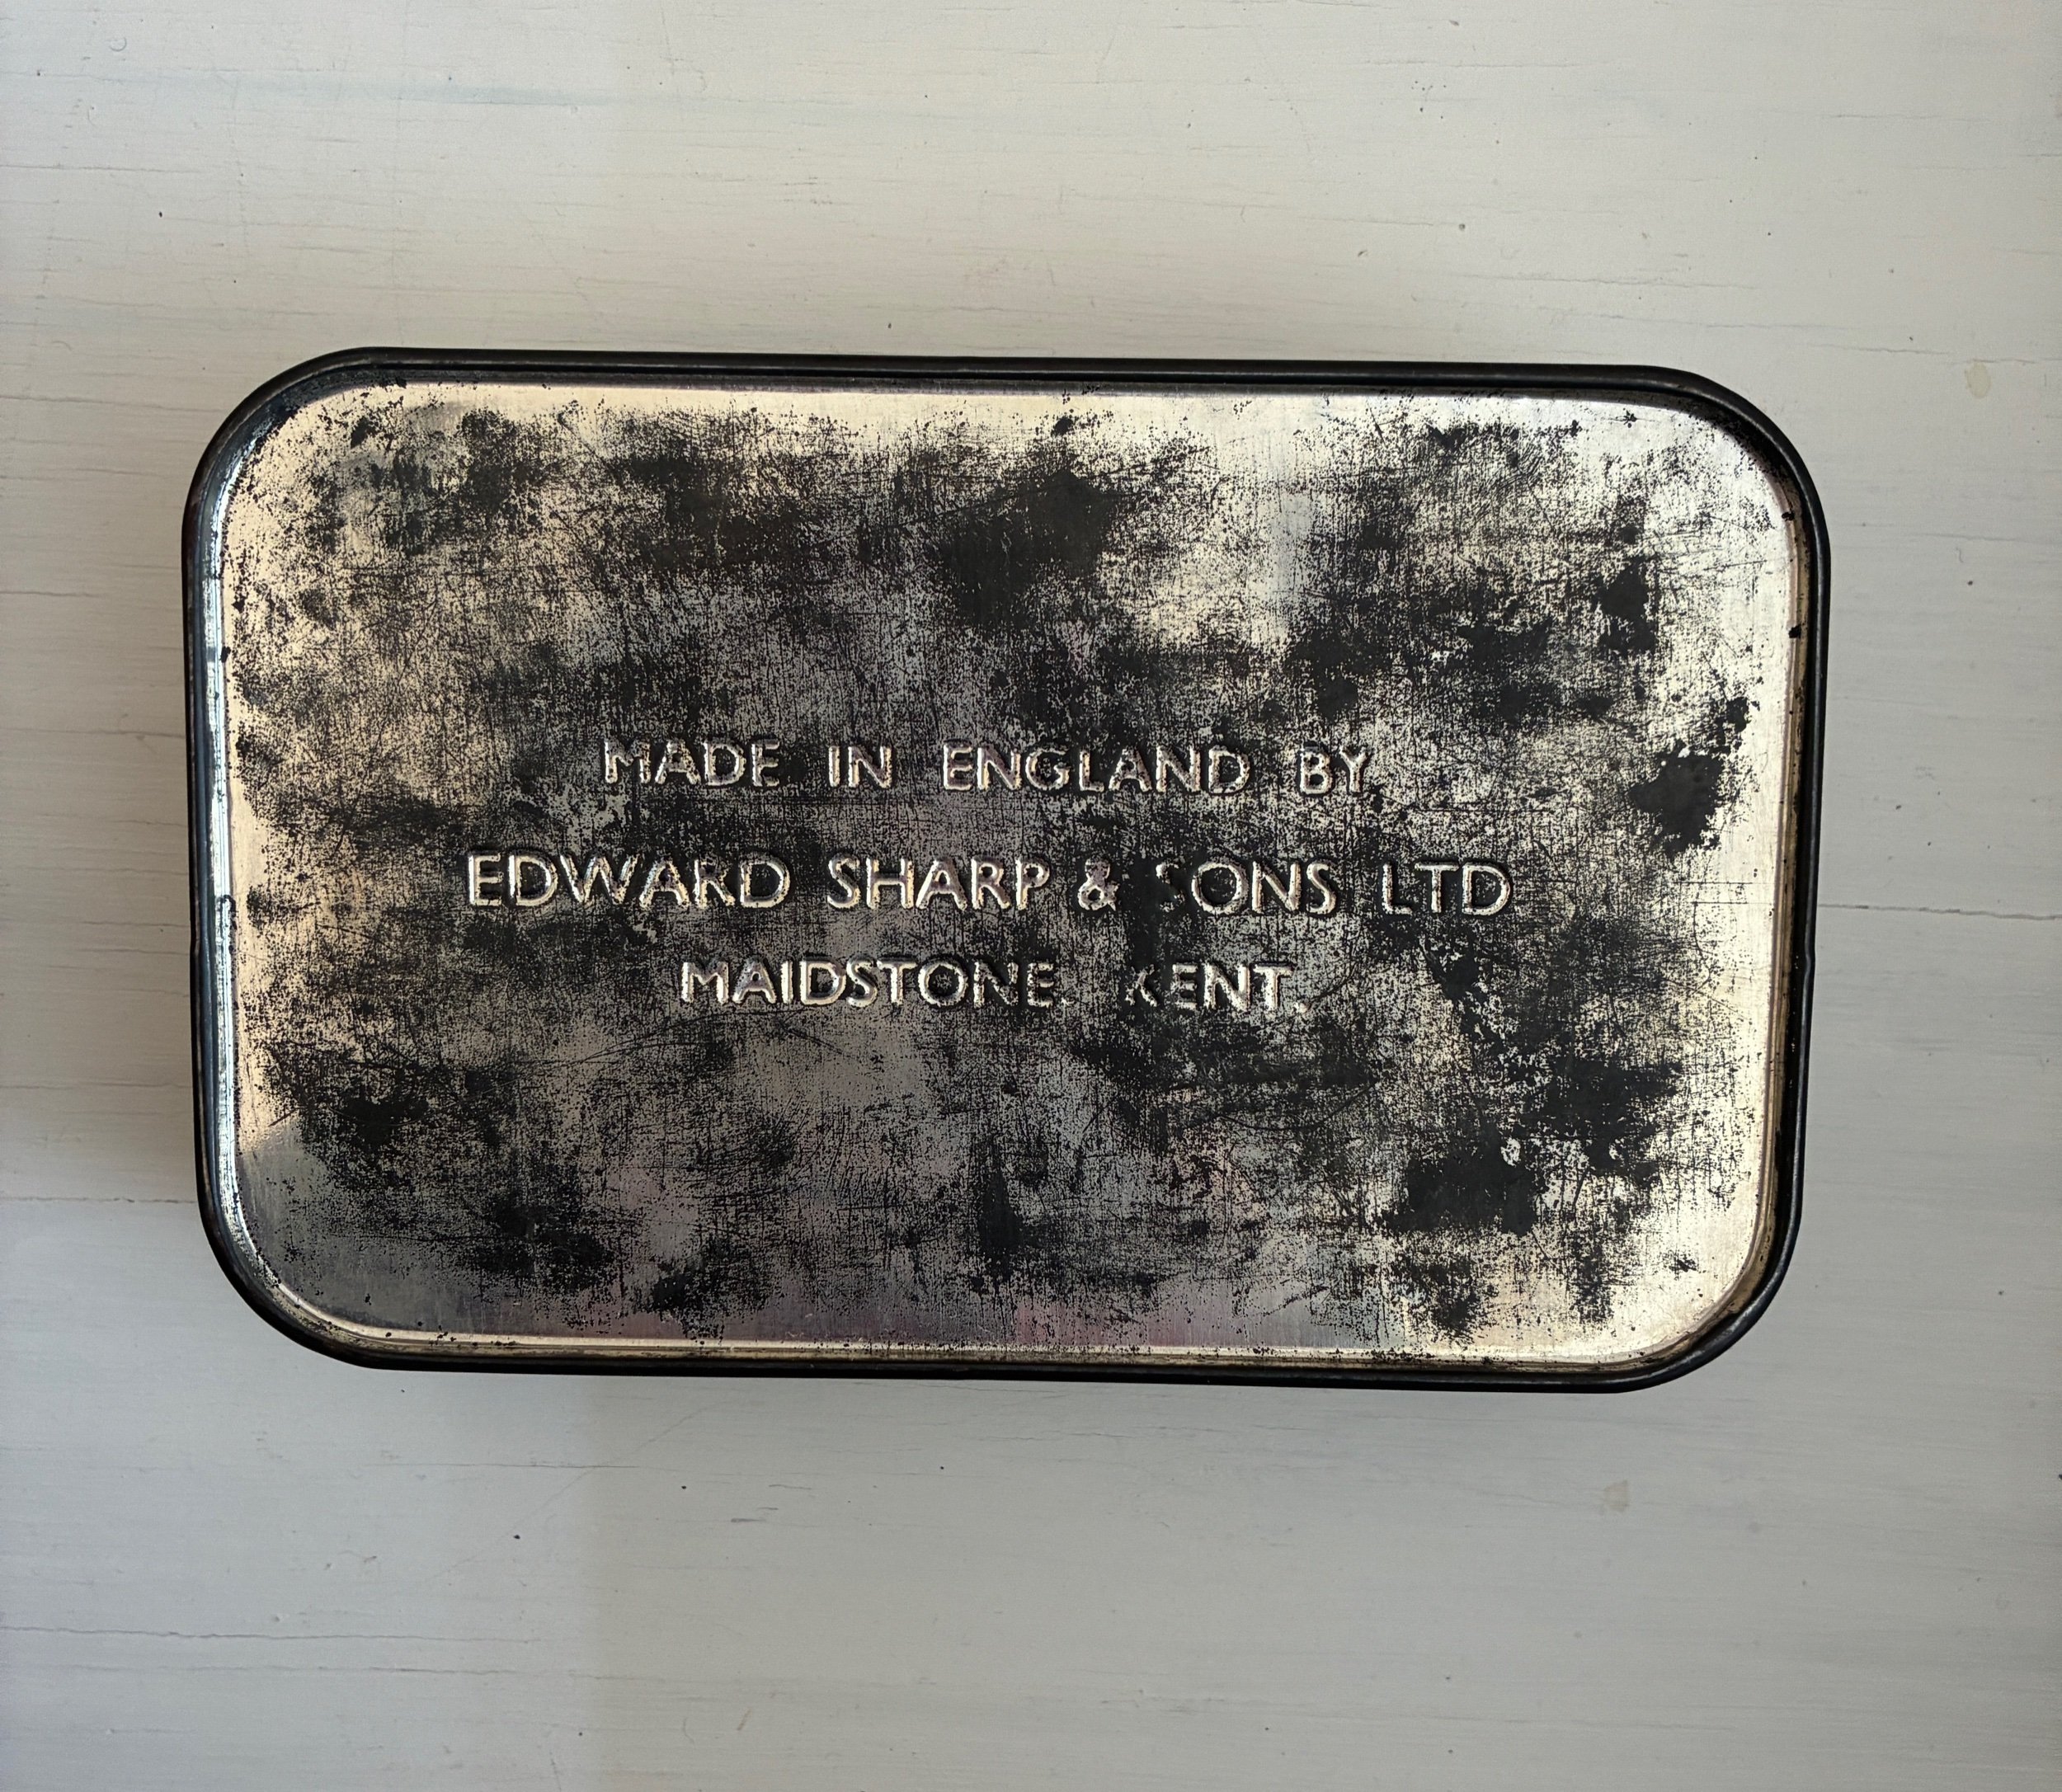 MADE IN ENGLAND BY
EDWARD SHARP & SONS LTD
MAIDSTONE. KENT.